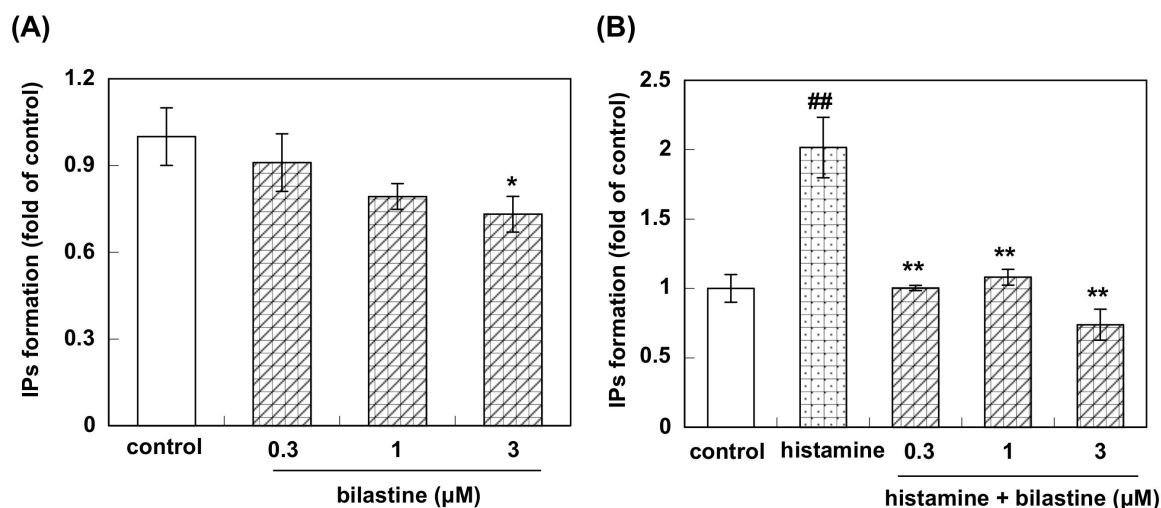 (A)
IPs formation (fold of control)
1.2
0.9
0.6
0.3
0
*
control
0.3
1
3
bilastine (µM)
(B)
IPs formation (fold of control)
2.5
2
1.5
1
0.5
0
##
**
**
**
control
histamine
0.3
1
3
histamine + bilastine (µM)